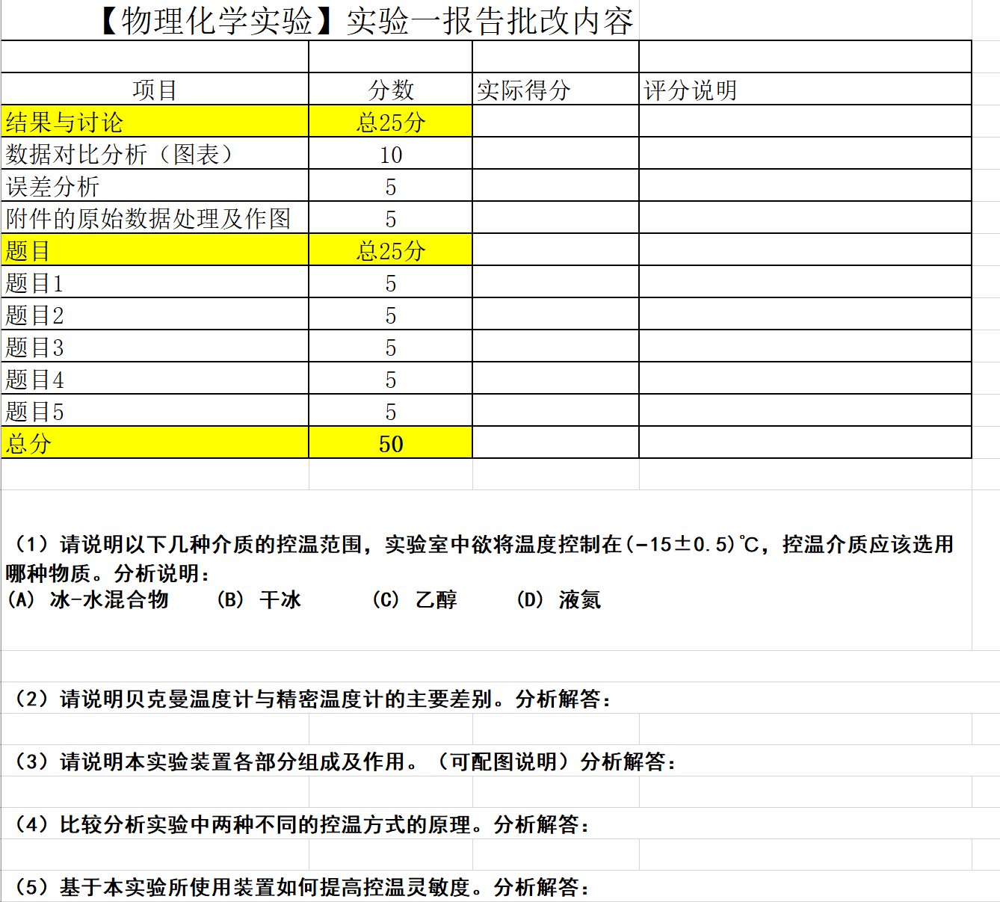 【物理化学实验】实验一报告批改内容
项目 分数 实际得分 评分说明
结果与讨论 总25分
数据对比分析（图表） 10
误差分析 5
附件的原始数据处理及作图 5
题目 总25分
题目1 5
题目2 5
题目3 5
题目4 5
题目5 5
总分 50
（1）请说明以下几种介质的控温范围，实验室中欲将温度控制在(-15±0.5)℃，控温介质应该选用
哪种物质。分析说明：
(A) 冰-水混合物 (B) 干冰 (C) 乙醇 (D) 液氮
（2）请说明贝克曼温度计与精密温度计的主要差别。分析解答：
（3）请说明本实验装置各部分组成及作用。（可配图说明）分析解答：
（4）比较分析实验中两种不同的控温方式的原理。分析解答：
（5）基于本实验所使用装置如何提高控温灵敏度。分析解答：